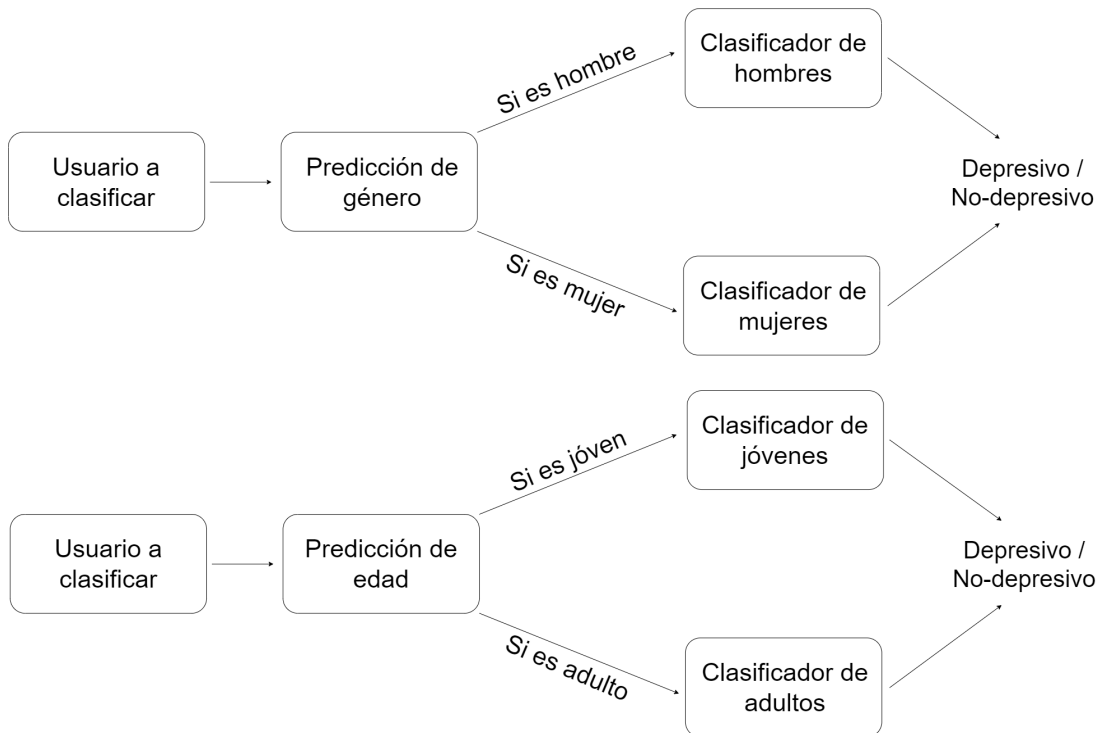 Usuario a
clasificar
Predicción de
género
Si es hombre
Si es mujer
Clasificador de
hombres
Clasificador de
mujeres
Depresivo /
No-depresivo
Usuario a
clasificar
Predicción de
edad
Si es jóven
Si es adulto
Clasificador de
jóvenes
Clasificador de
adultos
Depresivo /
No-depresivo